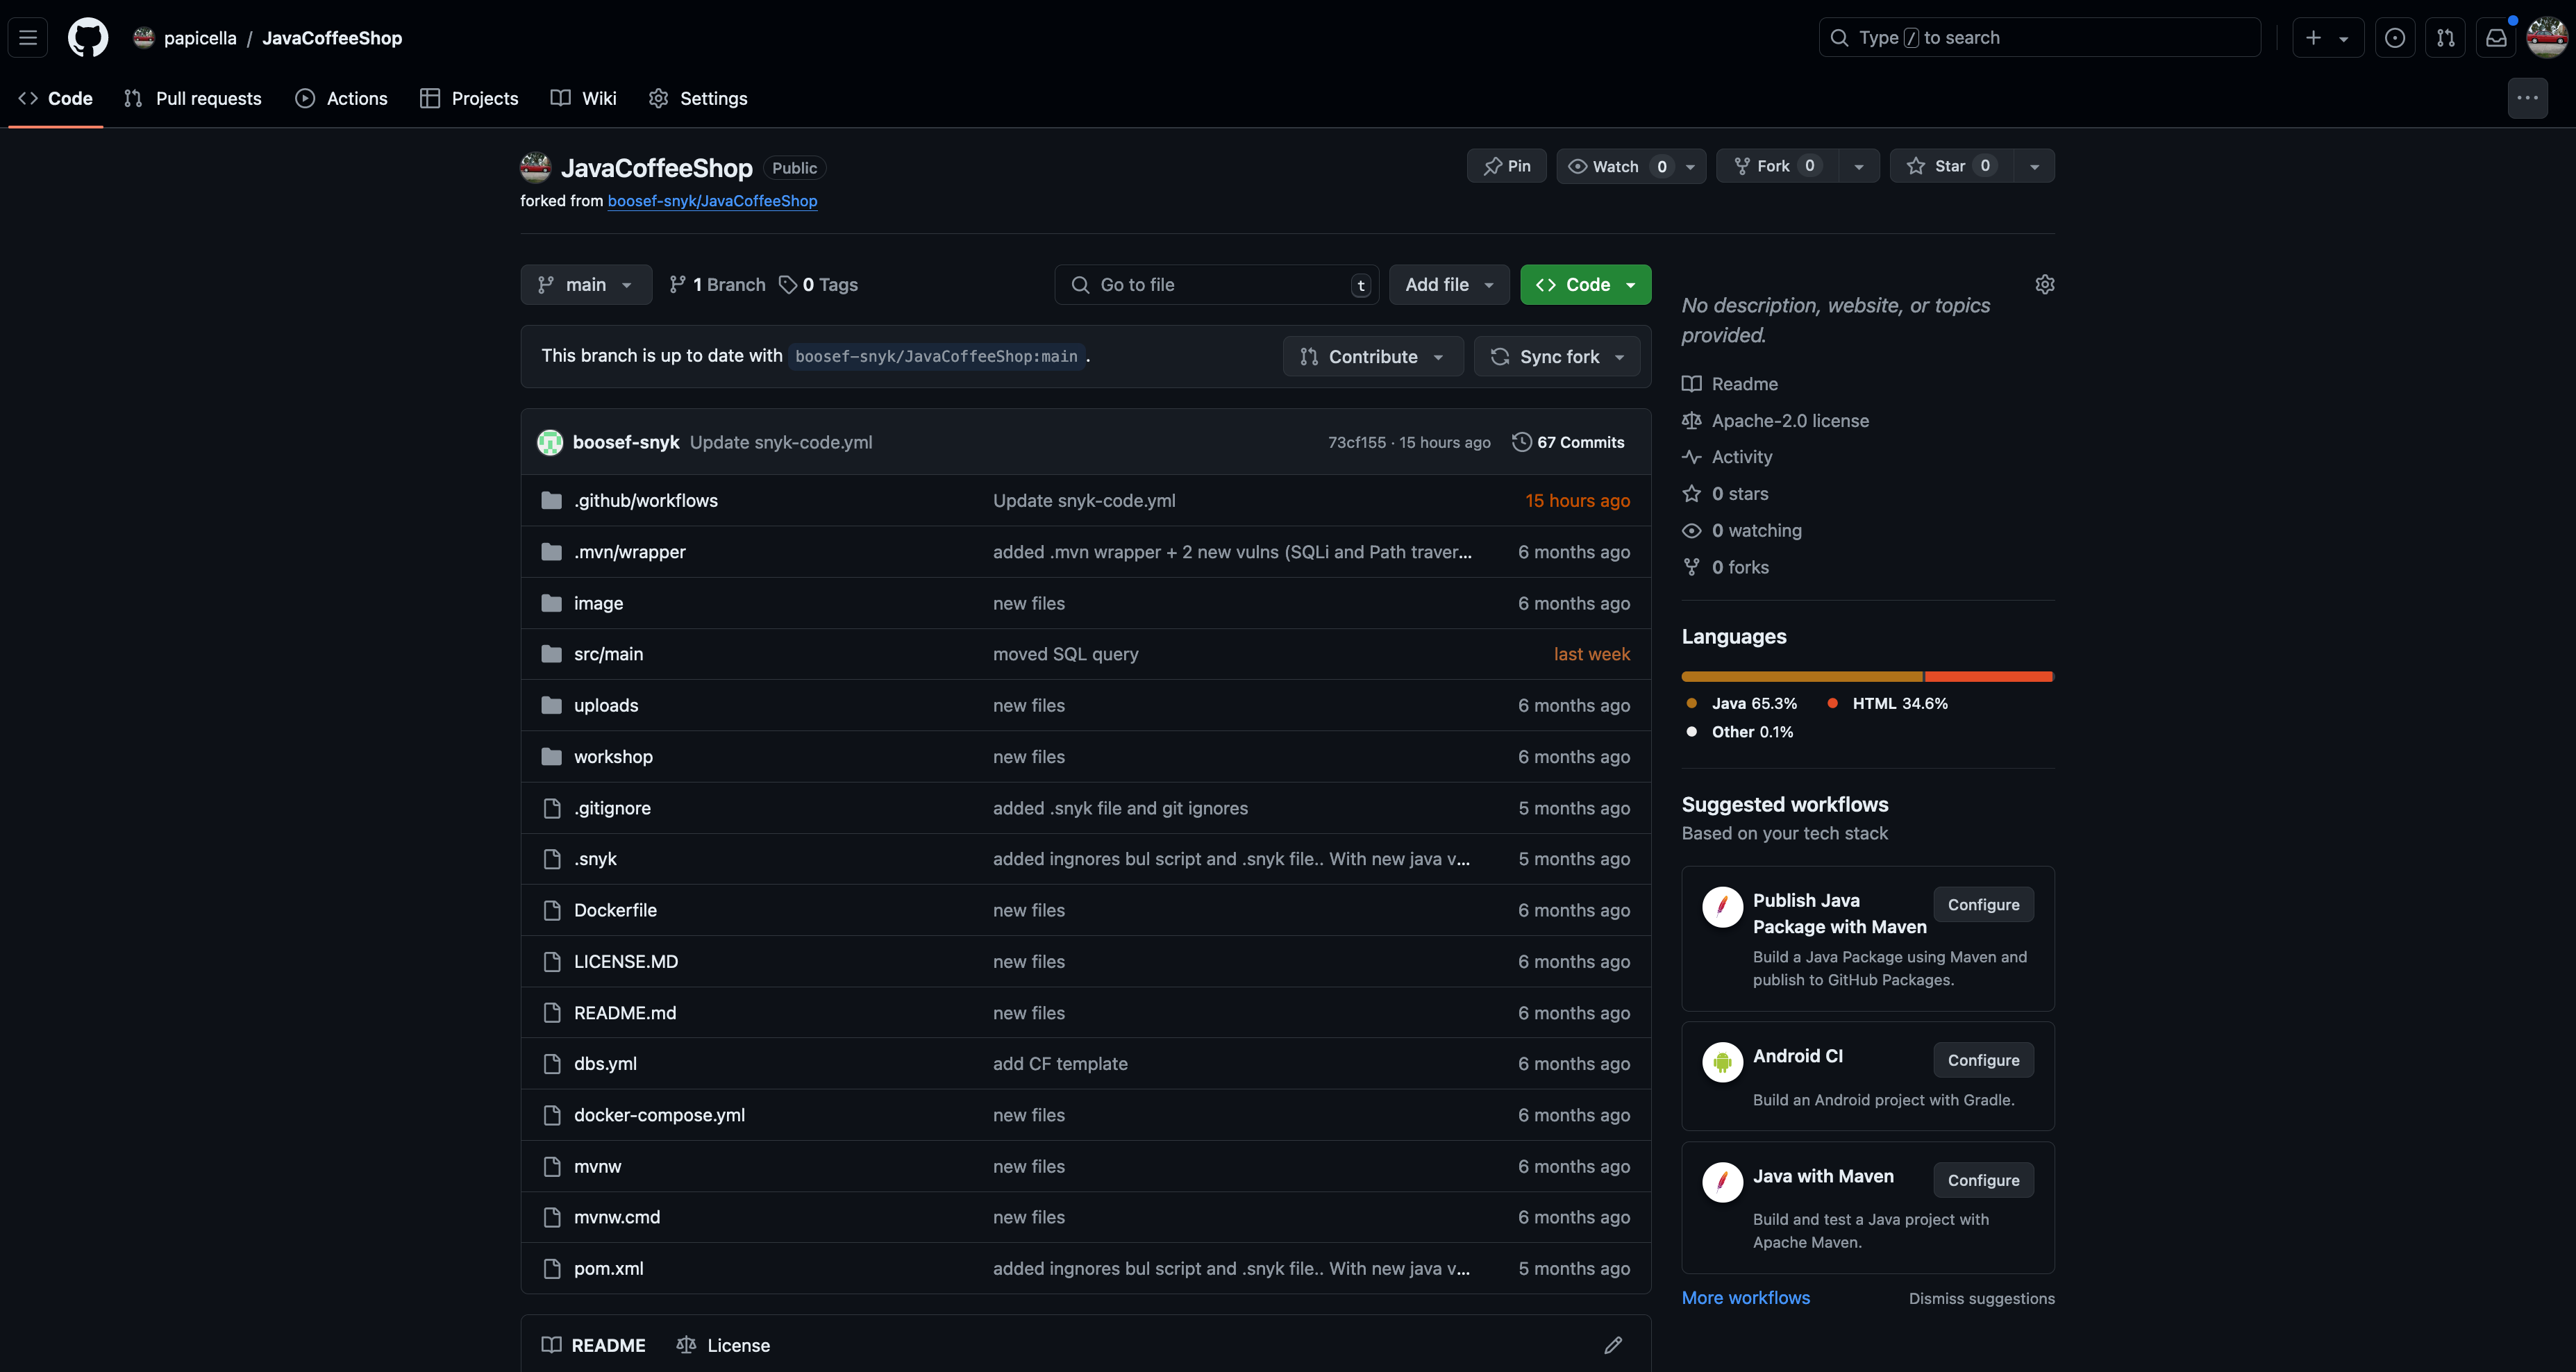 papicella / JavaCoffeeShop
Type / to search
Code Pull requests Actions Projects Wiki Settings
JavaCoffeeShop Public
Pin Watch 0 Fork 0 Star 0
forked from boosef-snyk/JavaCoffeeShop
main 1 Branch 0 Tags Go to file t Add file Code
This branch is up to date with boosef-snyk/JavaCoffeeShop:main . Contribute Sync fork
boosef-snyk Update snyk-code.yml 73cf155 · 15 hours ago 67 Commits
.github/workflows Update snyk-code.yml 15 hours ago
.mvn/wrapper added .mvn wrapper + 2 new vulns (SQLi and Path traver... 6 months ago
image new files 6 months ago
src/main moved SQL query last week
uploads new files 6 months ago
workshop new files 6 months ago
.gitignore added .snyk file and git ignores 5 months ago
.snyk added ingnores bul script and .snyk file.. With new java v... 5 months ago
Dockerfile new files 6 months ago
LICENSE.MD new files 6 months ago
README.md new files 6 months ago
dbs.yml add CF template 6 months ago
docker-compose.yml new files 6 months ago
mvnw new files 6 months ago
mvnw.cmd new files 6 months ago
pom.xml added ingnores bul script and .snyk file.. With new java v... 5 months ago
README License
No description, website, or topics
provided.
Readme
Apache-2.0 license
Activity
0 stars
0 watching
0 forks
Languages
Java 65.3% HTML 34.6%
Other 0.1%
Suggested workflows
Based on your tech stack
Publish Java
Package with Maven
Configure
Build a Java Package using Maven and
publish to GitHub Packages.
Android CI Configure
Build an Android project with Gradle.
Java with Maven Configure
Build and test a Java project with
Apache Maven.
More workflows Dismiss suggestions